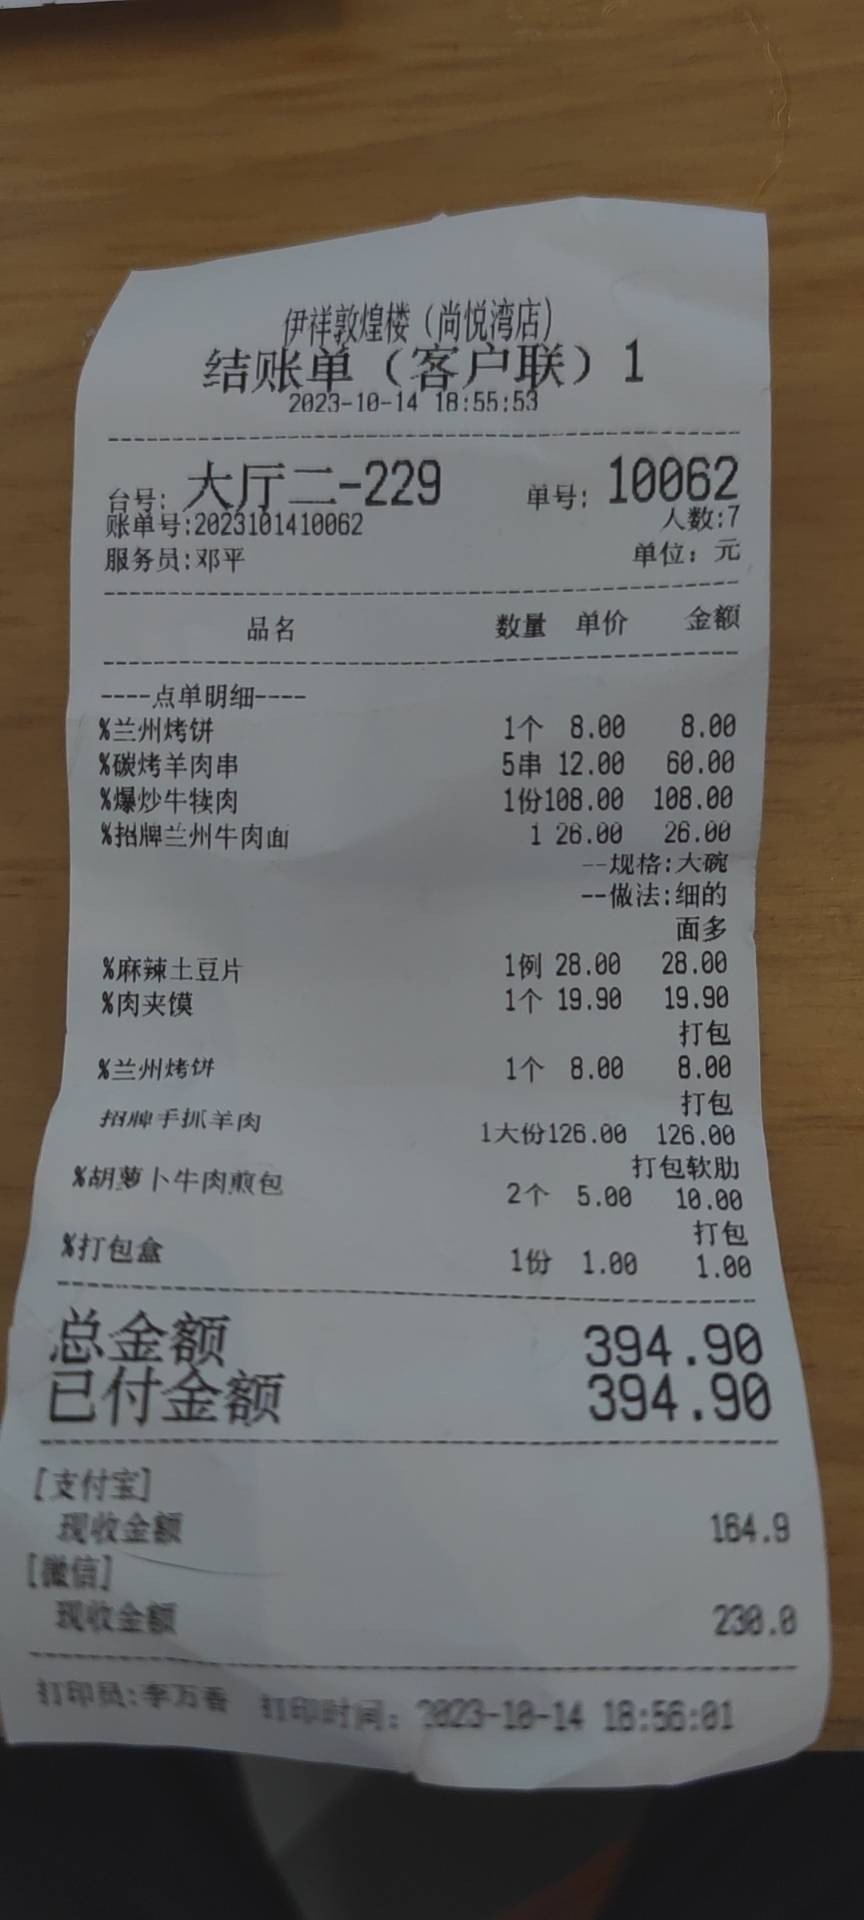 伊祥敦煌楼（尚悦湾店）
结账单（客户联）1
2023-10-14 18:55:53
台号: 大厅二-229 单号: 10062
账单号:2023101410062 人数:7
服务员:邓平 单位: 元
品名 数量 单价 金额
----点单明细----
%兰州烤饼 1个 8.00 8.00
%碳烤羊肉串 5串 12.00 60.00
%爆炒牛犊肉 1份108.00 108.00
%招牌兰州牛肉面 1 26.00 26.00
--规格:大碗
--做法:细的
面多
%麻辣土豆片 1例 28.00 28.00
%肉夹馍 1个 19.90 19.90
打包
%兰州烤饼 1个 8.00 8.00
打包
招牌手抓羊肉 1大份126.00 126.00
打包软肋
%胡萝卜牛肉煎包 2个 5.00 10.00
打包
%打包盒 1份 1.00 1.00
总金额 394.90
已付金额 394.90
[支付宝]
现收金额 164.9
[微信]
现收金额 230.0
打印员:李万香 打印时间: 2023-10-14 18:56:01